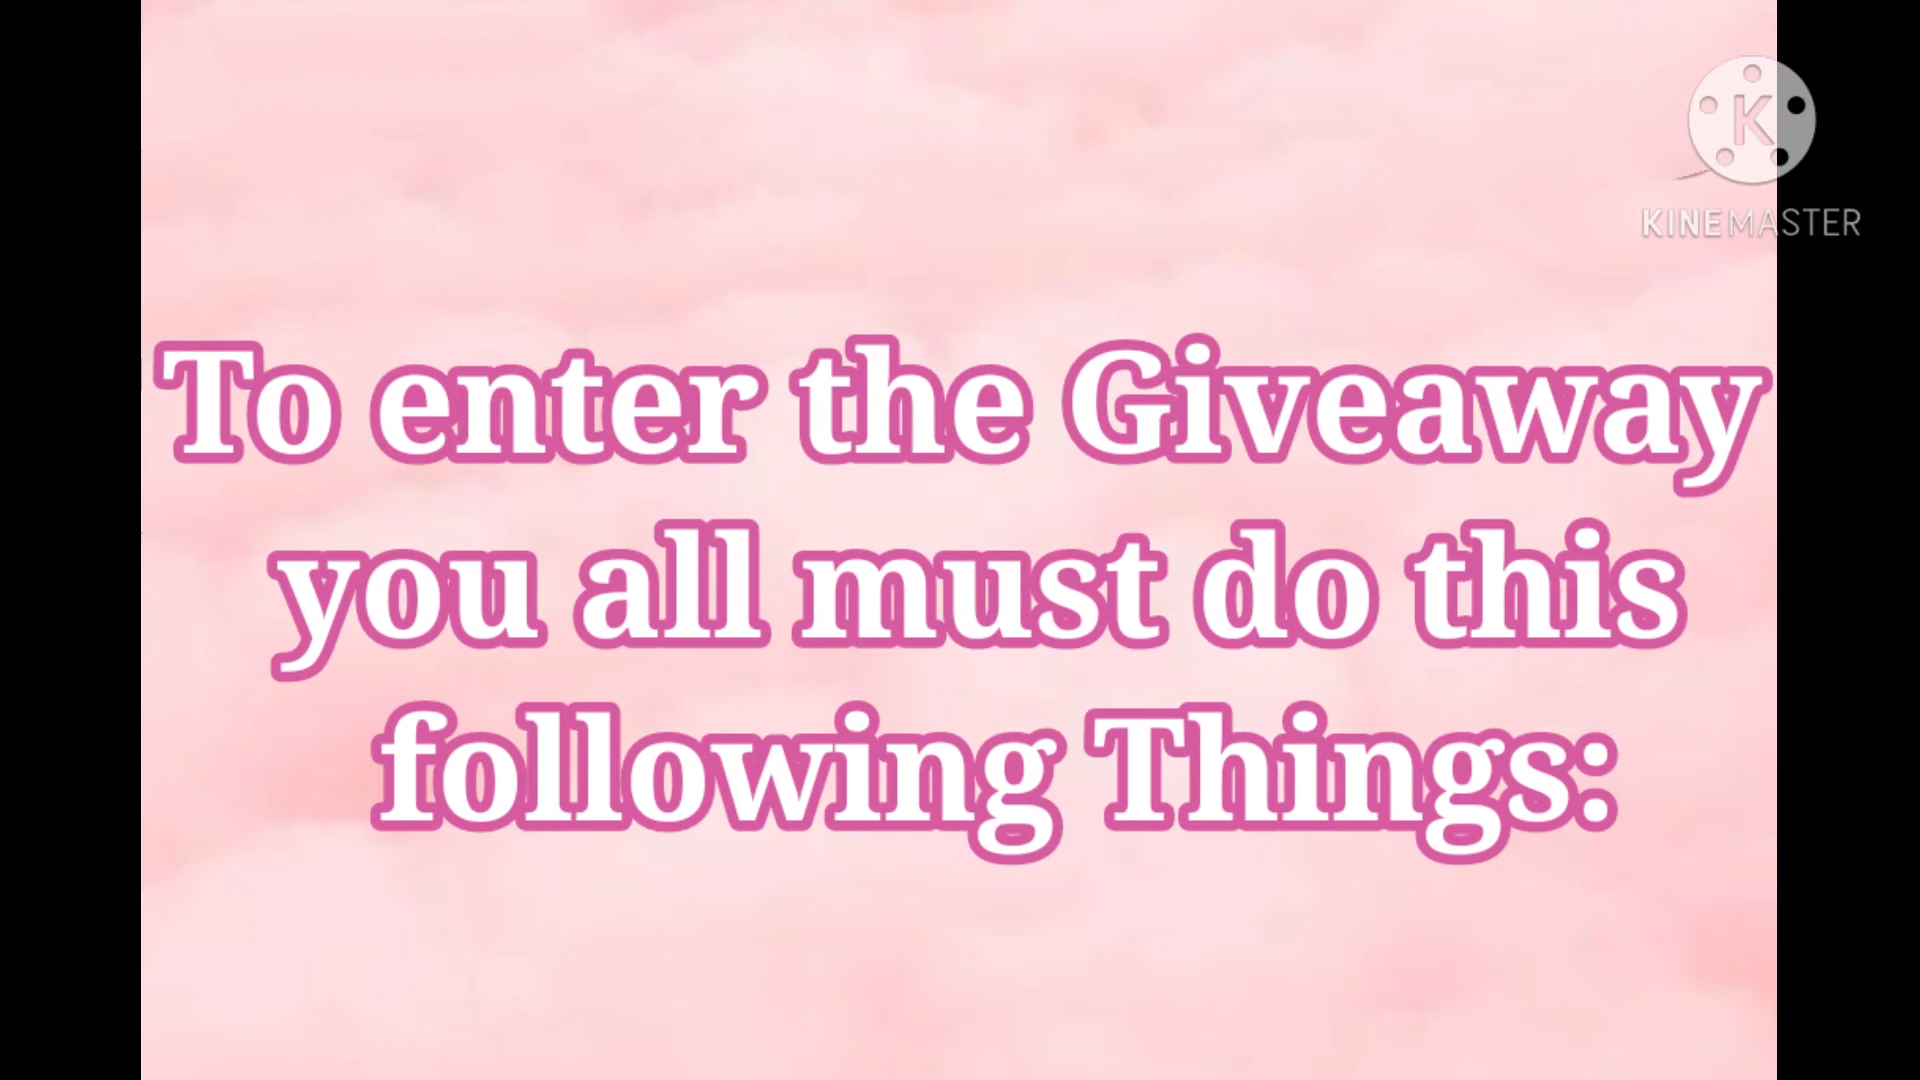 K
KINEMASTER
To enter the Giveaway
you all must do this
following Things: